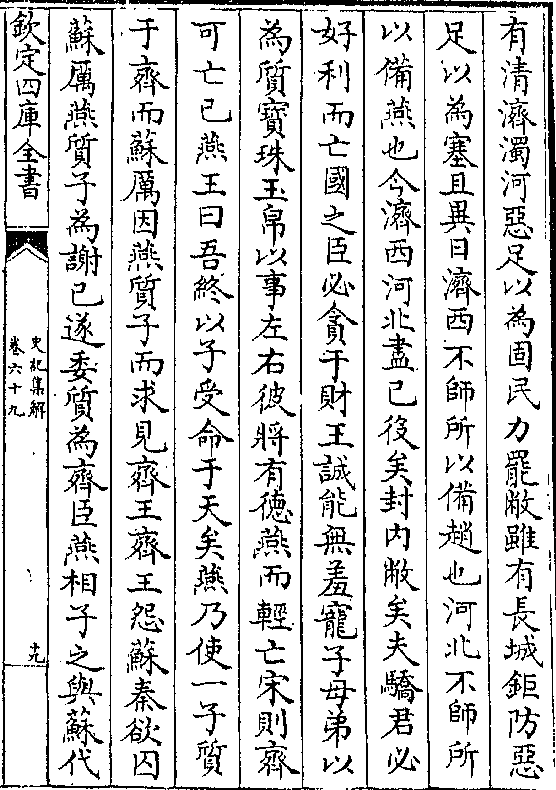 有清濟濁河惡足以為固民力罷敝雖有長城鉅防惡
足以為塞且異日濟西不師所以備趙也河北不師所
以備燕也今濟西河北盡已役矣封内敝矣夫驕君必
好利而亡國之臣必貪于財王誠能無羞寵子母弟以
為質寶珠玉帛以事左右彼將有德燕而輕亡宋則齊
可亡已燕王曰吾終以子受命于天矣燕乃使一子質
于齊而蘇厲因燕質子而求見齊王齊王怨蘇秦欲囚
蘇厲燕質子為謝已遂委質為齊臣燕相子之與蘇代
欽定四庫全書
史記集解
卷六十九
十九